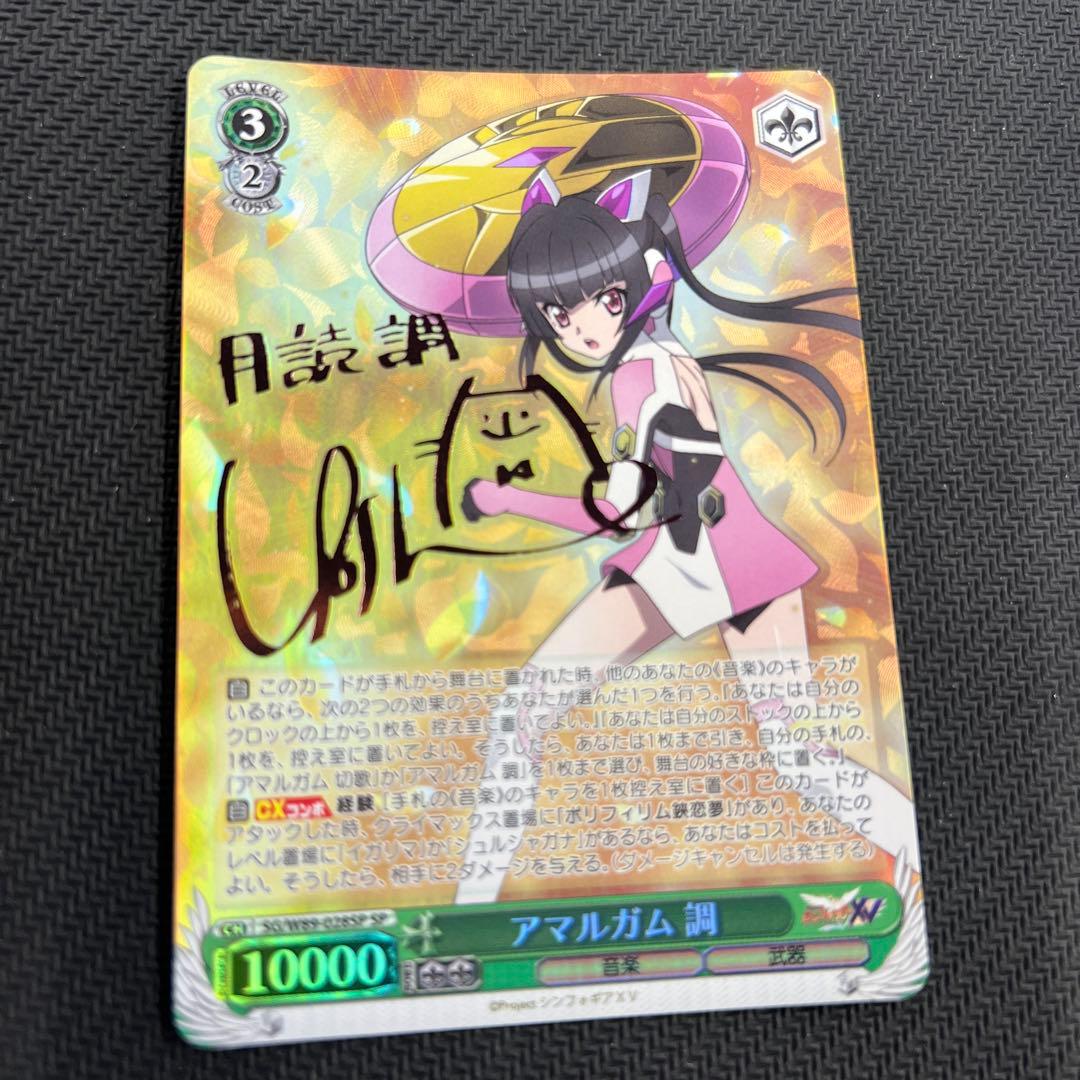 LEVEL
3
2
COST
月読調
このカードが手札から舞台に置かれた時、他のあなたの《音楽》のキャラが
いるなら、次の2つの効果のうちあなたが選んだ1つを行う。『あなたは自分の
クロックの上から1枚を、控え室に置いてよい。』『あなたは自分のストックの上から
1枚を、控え室に置いてよい。そうしたら、あなたは1枚まで引き、自分の手札の、
「アマルガム 切歌」か「アマルガム 調」を1枚まで選び、舞台の好きな枠に置く。』
自 CXコンボ 経験 ［手札の《音楽》のキャラを1枚控え室に置く］ このカードが
アタックした時、クライマックス置場に「ポリフィリム鋏恋夢」があり、あなたの
レベル置場に「イガリマ」か「シュルシャガナ」があるなら、あなたはコストを払って
よい。そうしたら、相手に2ダメージを与える。（ダメージキャンセルは発生する）
CH SG/W89-028SP SP
アマルガム 調
XV
10000
音楽
武器
©Project シンフォギアXV